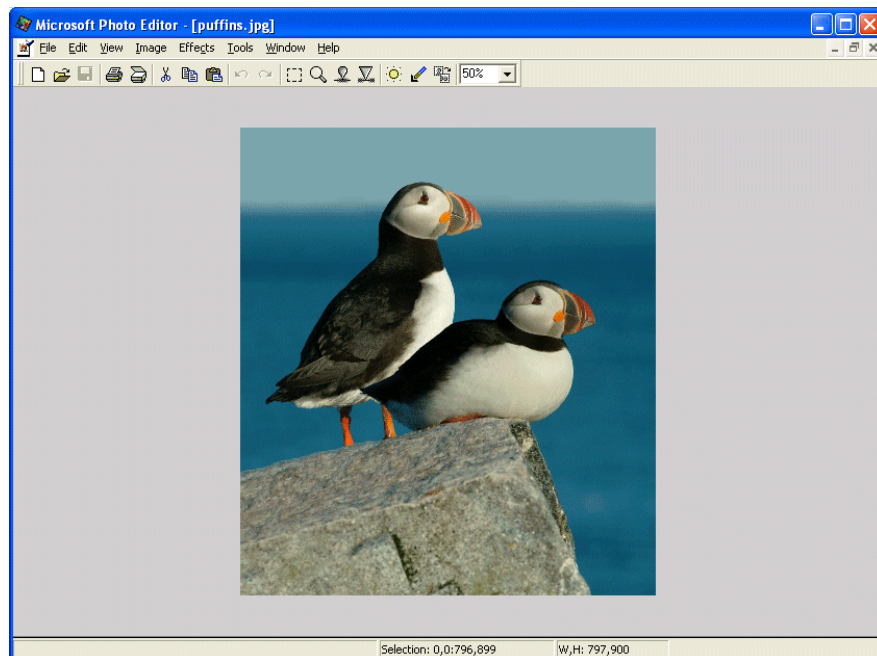 Microsoft Photo Editor - [puffins.jpg]
File Edit View Image Effects Tools Window Help
50%
Selection: 0,0:796,899 W,H: 797,900